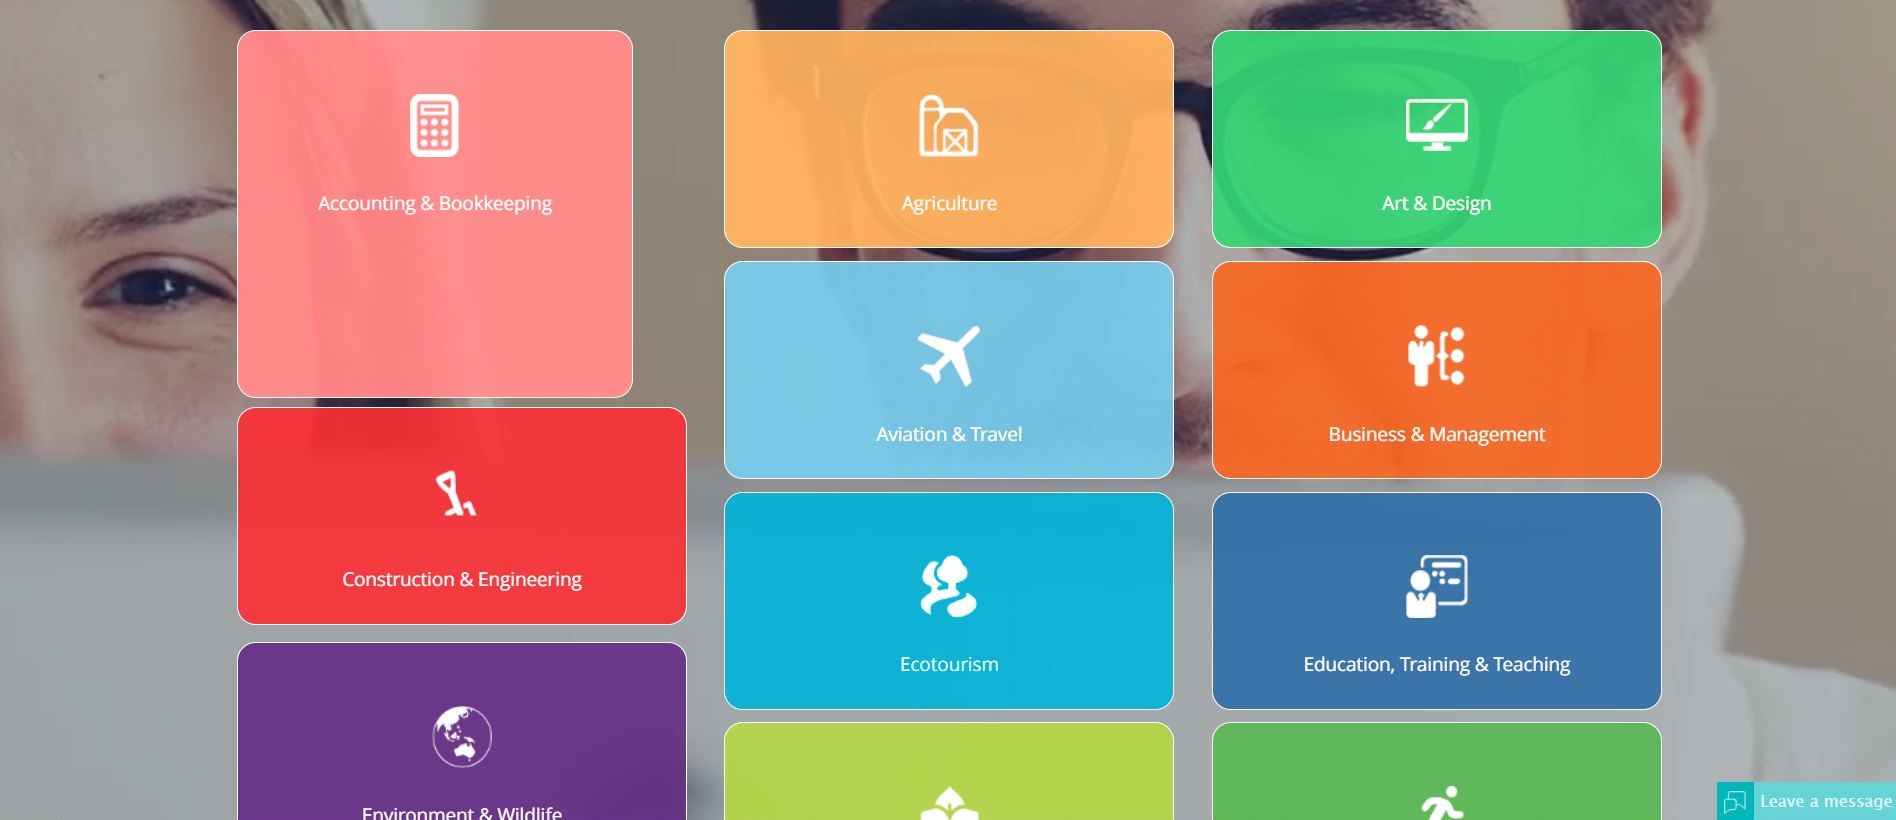 Accounting & Bookkeeping
Agriculture
Art & Design
Aviation & Travel
Business & Management
Construction & Engineering
Ecotourism
Education, Training & Teaching
Environment & Wildlife
Leave a message